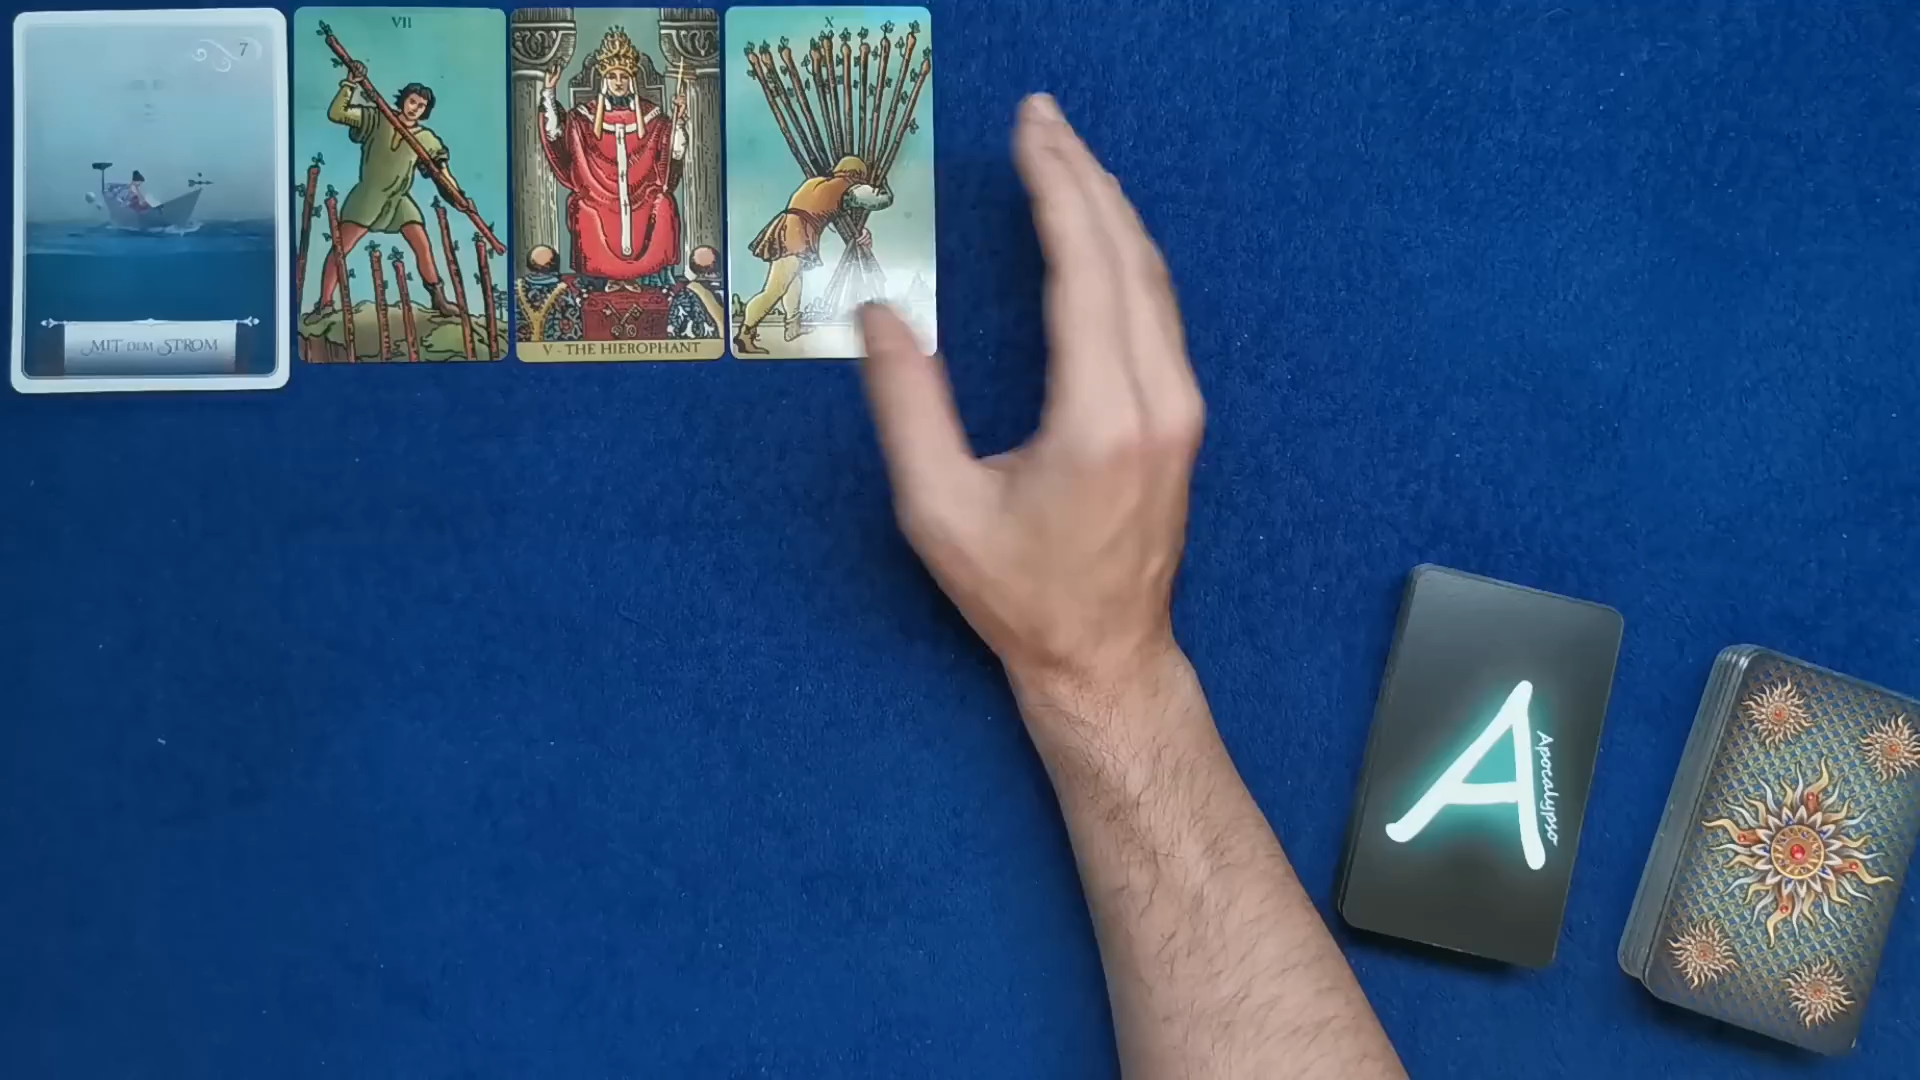 7
MIT DEM STROM
VII
V - THE HIEROPHANT
X
A
Apocalypso